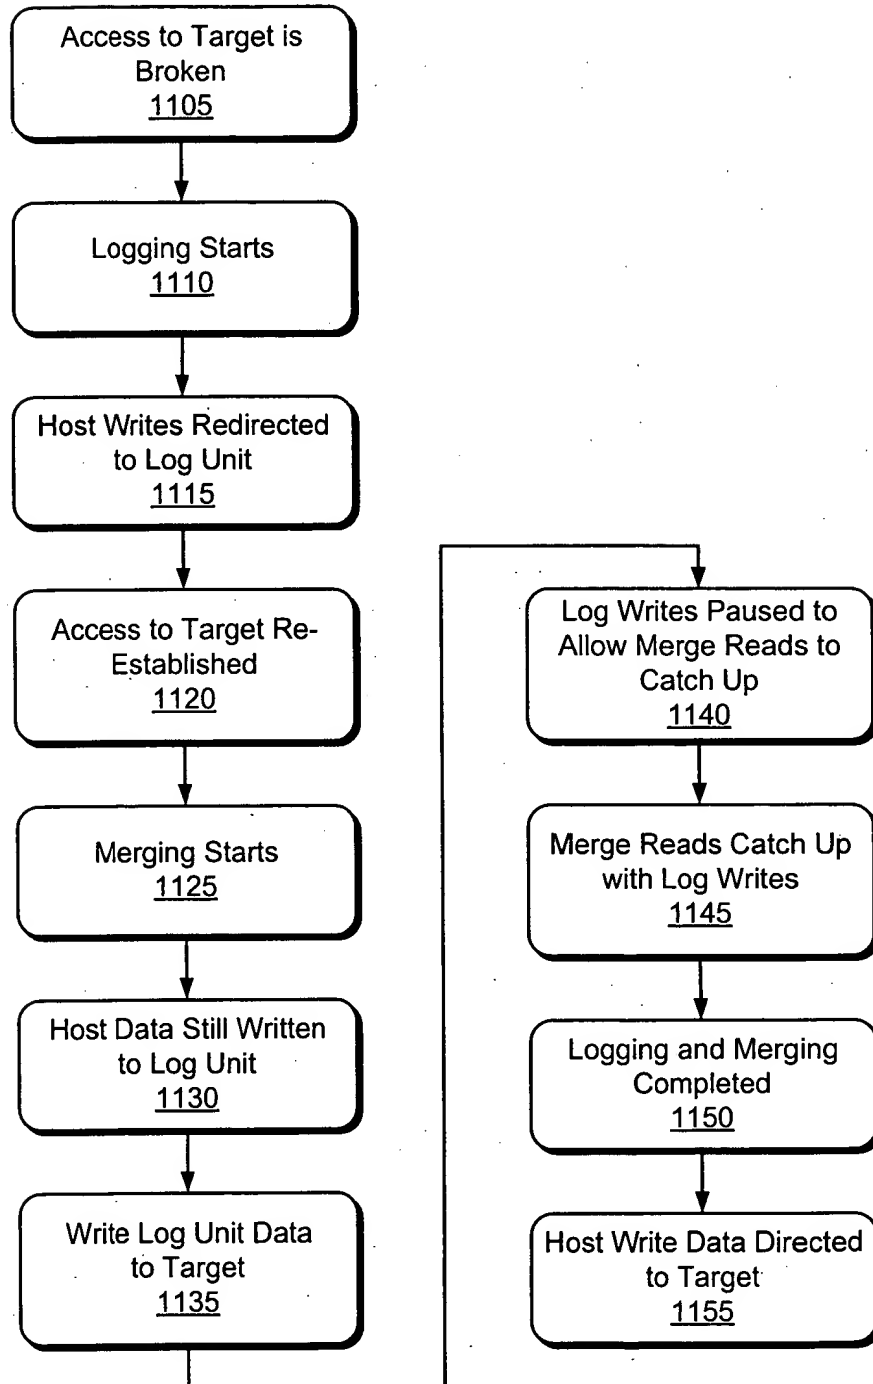 Access to Target is
Broken
1105
Logging Starts
1110
Host Writes Redirected
to Log Unit
1115
Access to Target Re-
Established
1120
Merging Starts
1125
Host Data Still Written
to Log Unit
1130
Write Log Unit Data
to Target
1135
Log Writes Paused to
Allow Merge Reads to
Catch Up
1140
Merge Reads Catch Up
with Log Writes
1145
Logging and Merging
Completed
1150
Host Write Data Directed
to Target
1155